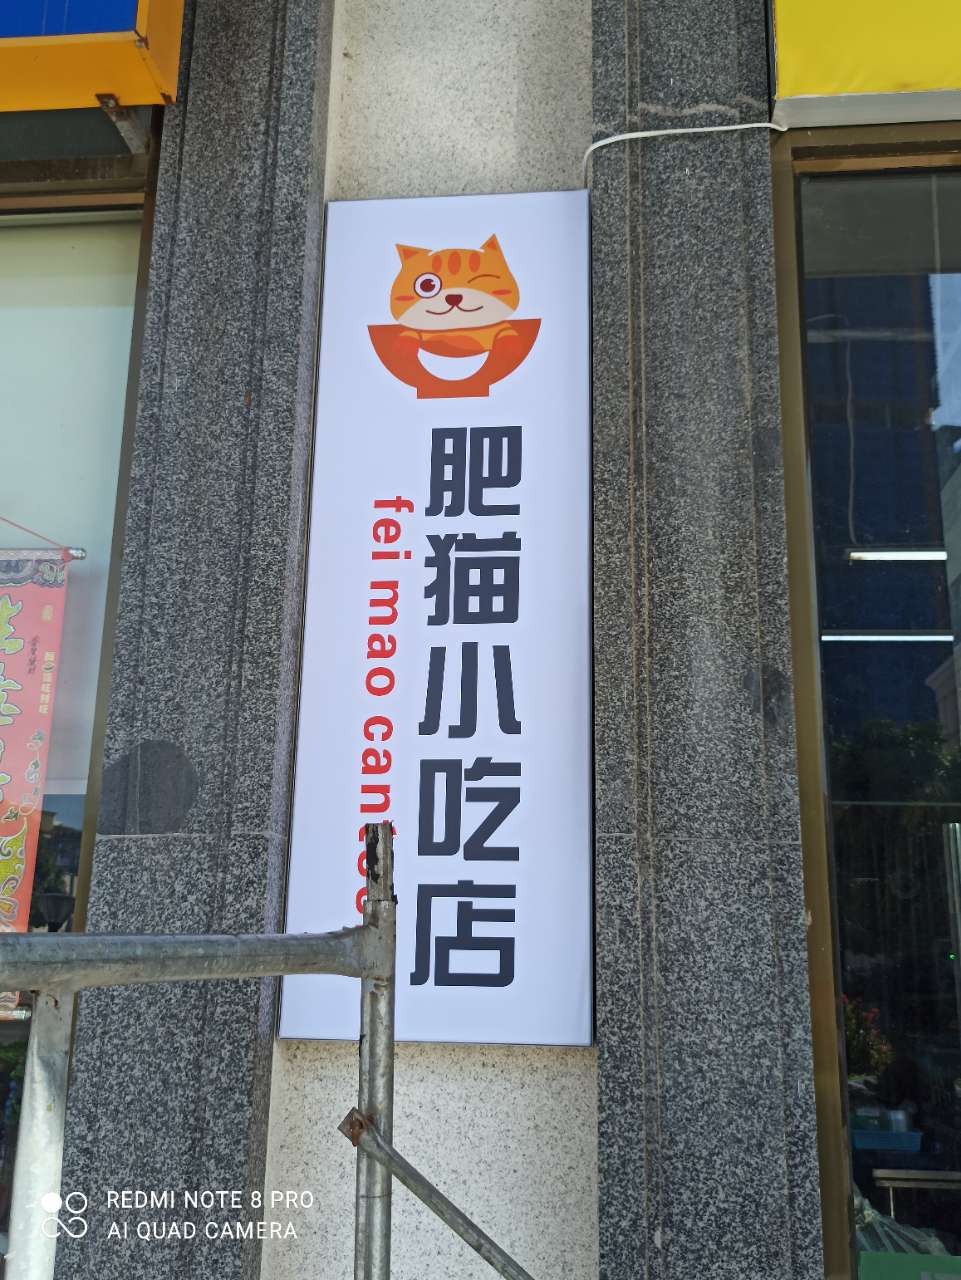 肥猫小吃店
fei mao can
REDMI NOTE 8 PRO
AI QUAD CAMERA